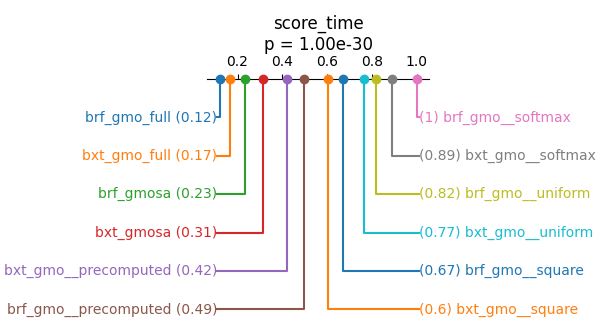 score_time
p = 1.00e-30
0.2 0.4 0.6 0.8 1.0
brf_gmo_full (0.12) (1) brf_gmo__softmax
bxt_gmo_full (0.17) (0.89) bxt_gmo__softmax
brf_gmosa (0.23) (0.82) brf_gmo__uniform
bxt_gmosa (0.31) (0.77) bxt_gmo__uniform
bxt_gmo__precomputed (0.42) (0.67) brf_gmo__square
brf_gmo__precomputed (0.49) (0.6) bxt_gmo__square